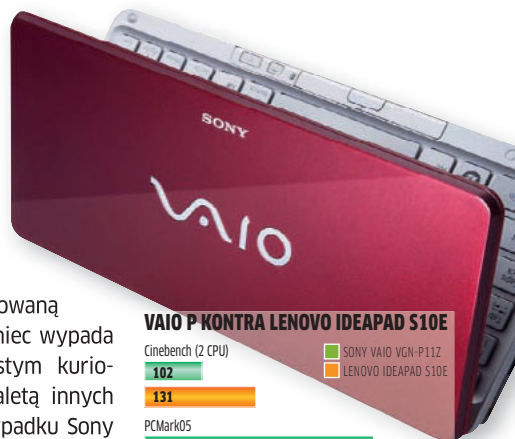 SONY
VAIO
owaną
niec wypada
stym kurio-
aletą innych
ypadku Sony
VAIO P KONTRA LENOVO IDEAPAD S10E
Cinebench (2 CPU)
SONY VAIO VGN-P11Z
LENOVO IDEAPAD S10E
102
131
PCMark05